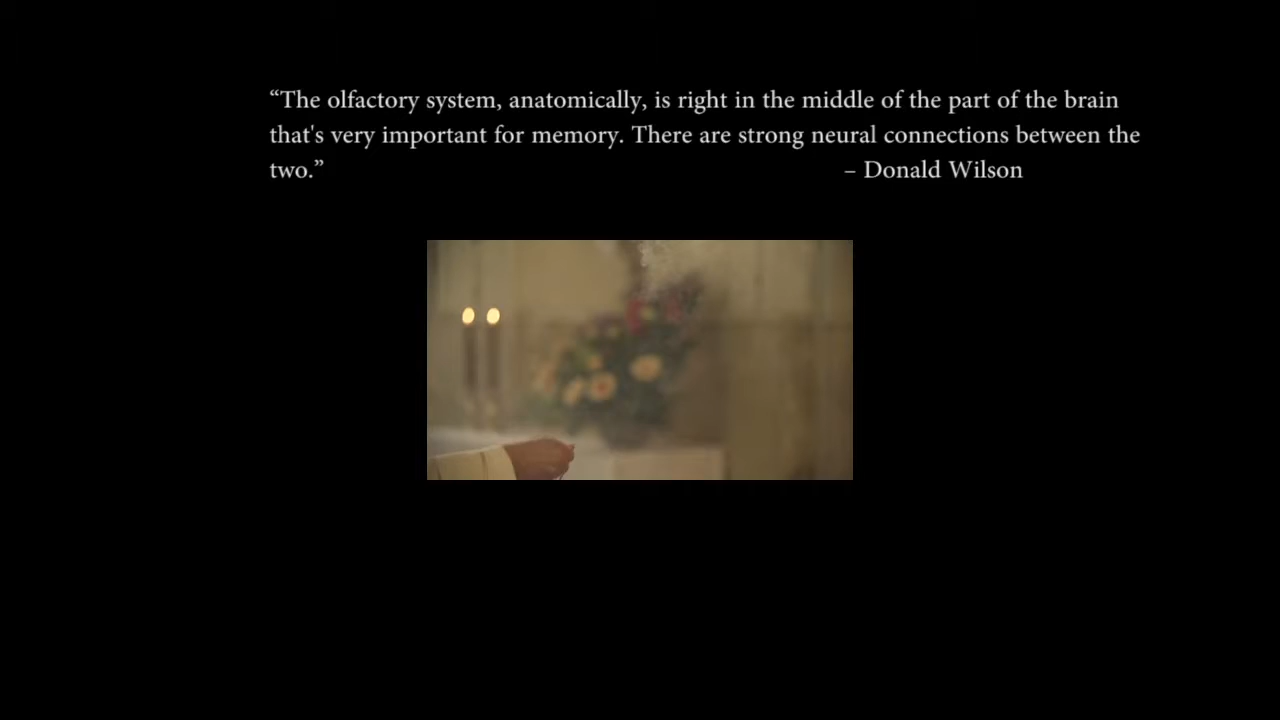 “The olfactory system, anatomically, is right in the middle of the part of the brain
that's very important for memory. There are strong neural connections between the
two.” – Donald Wilson